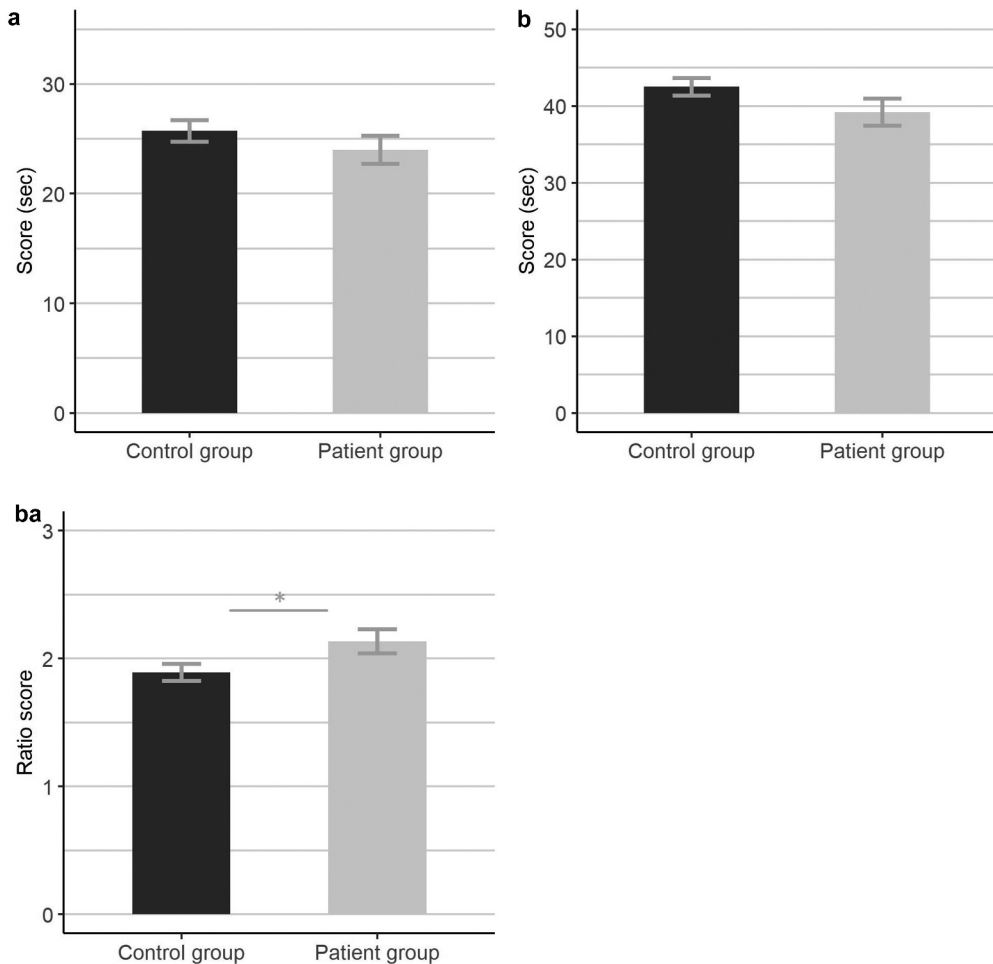 a
Score (sec)
30
20
10
0
Control group
Patient group
b
Score (sec)
50
40
30
20
10
0
Control group
Patient group
ba
Ratio score
3
2
1
0
*
Control group
Patient group